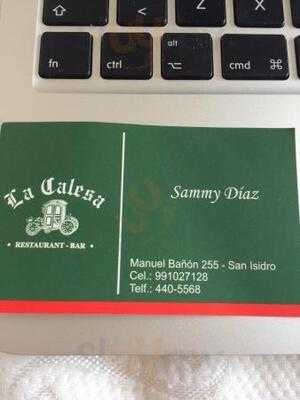 Z
X
C
fn
ctrl
alt
⌥
cmd
⌘
La Calesa
• RESTAURANT - BAR •
Sammy Díaz
Manuel Bañón 255 - San Isidro
Cel.: 991027128
Telf.: 440-5568